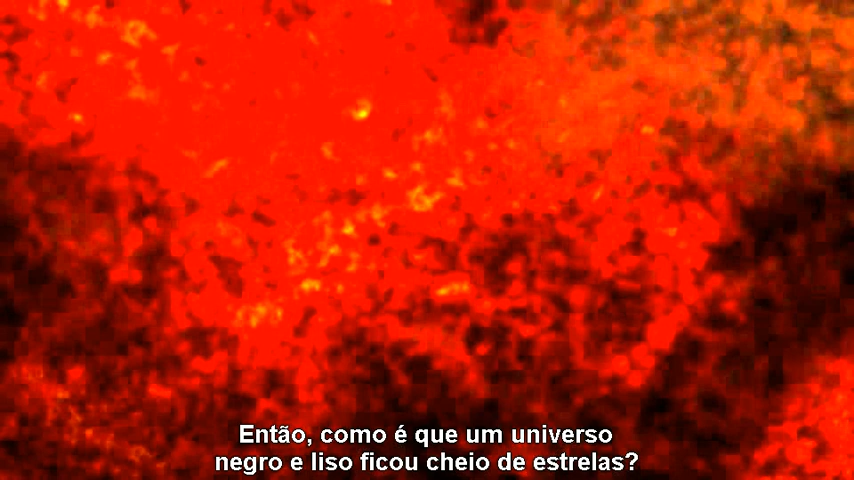 Então, como é que um universo
negro e liso ficou cheio de estrelas?